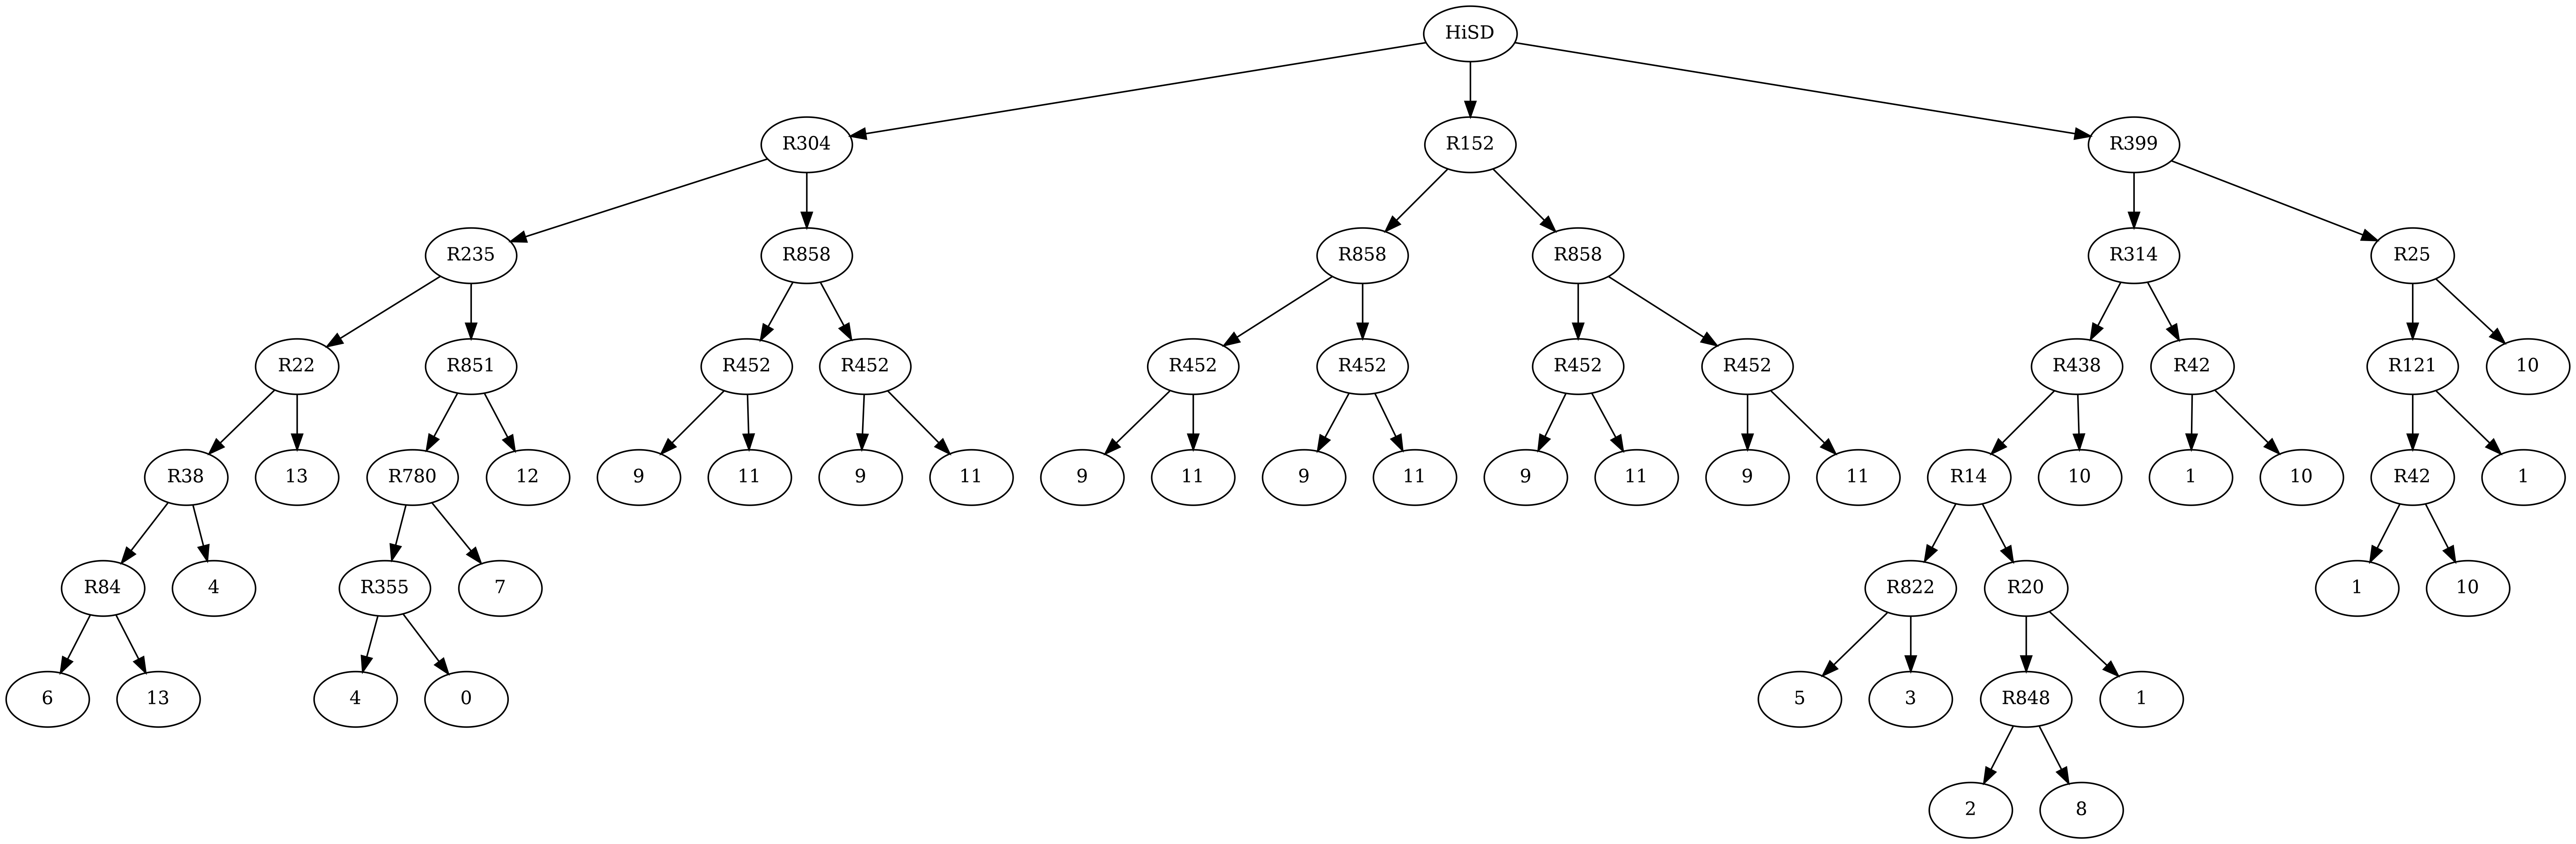 HiSD
R304 R152 R399
R235 R858 R858 R858 R314 R25
R22 R851 R452 R452 R452 R452 R452 R452 R438 R42 R121 10
R38 13 R780 12 9 11 9 11 9 11 9 11 9 11 9 11 R14 10 1 10 R42 1
R84 4 R355 7 R822 R20 1 10
6 13 4 0 5 3 R848 1
2 8